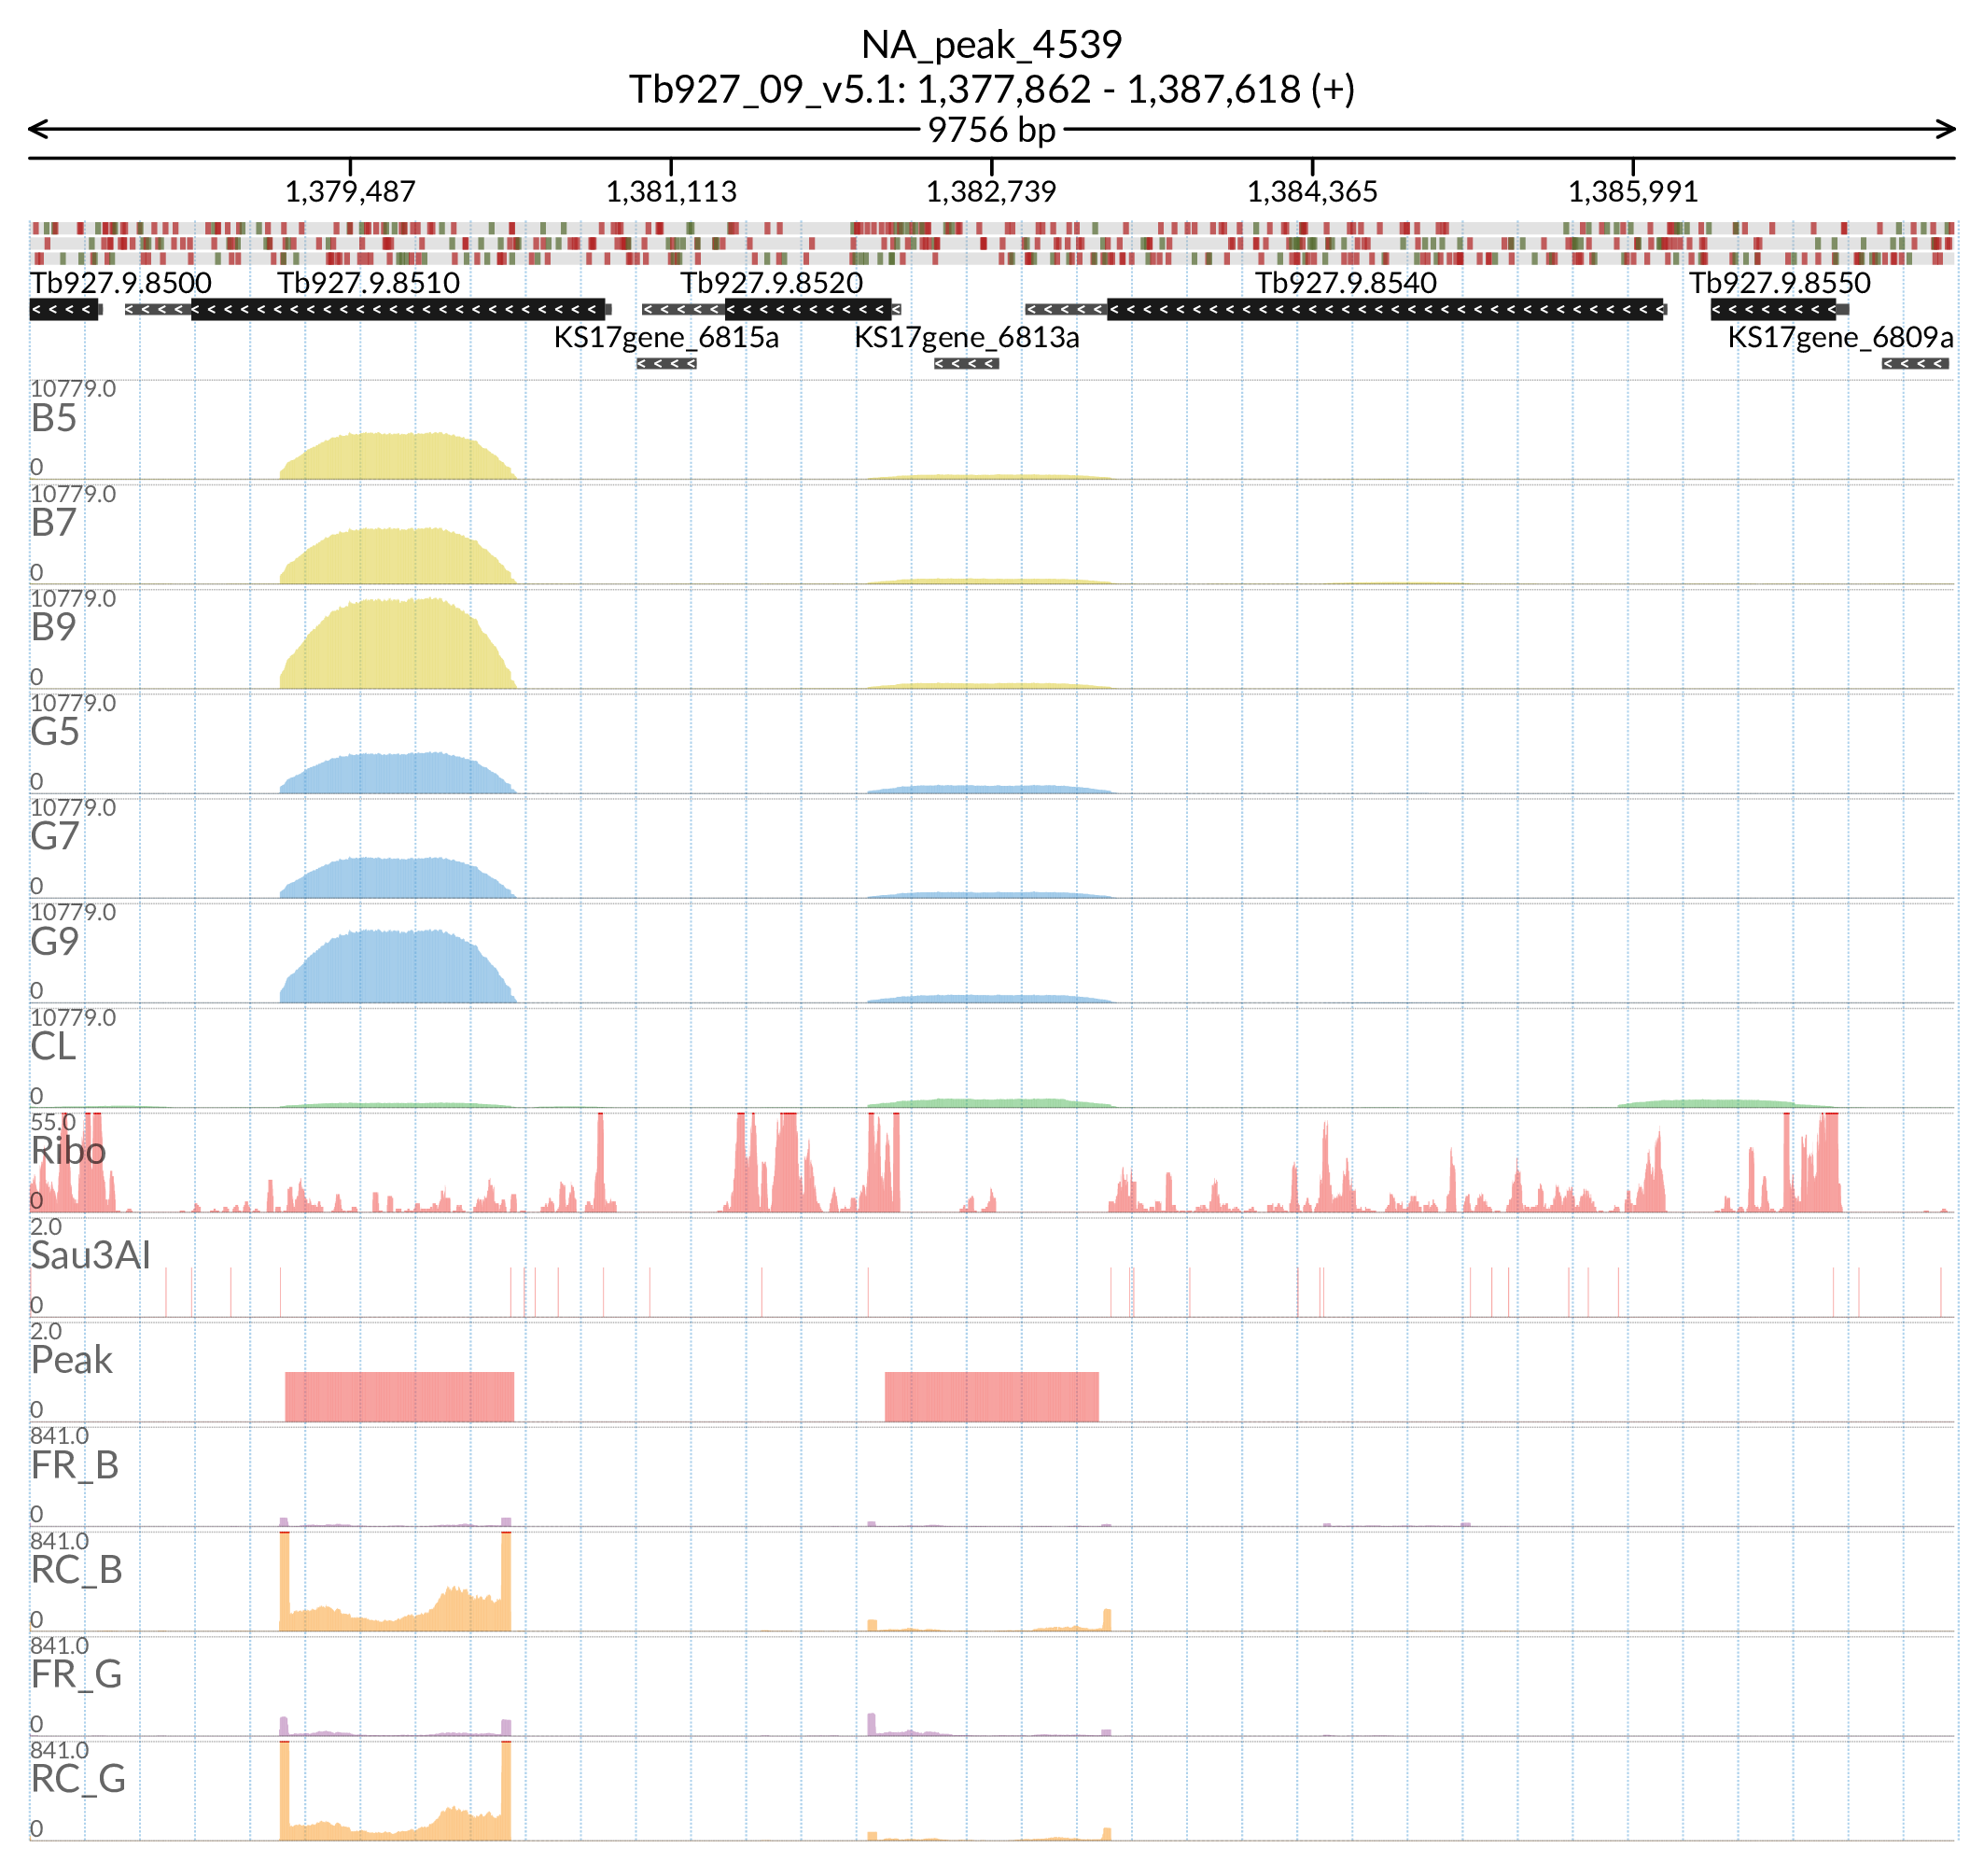 NA_peak_4539
Tb927_09_v5.1: 1,377,862 - 1,387,618 (+)
9756 bp
1,379,487 1,381,113 1,382,739 1,384,365 1,385,991
Tb927.9.8500 Tb927.9.8510 Tb927.9.8520 Tb927.9.8540 Tb927.9.8550
KS17gene_6815a KS17gene_6813a KS17gene_6809a
10779.0
B5
0
10779.0
B7
0
10779.0
B9
0
10779.0
G5
0
10779.0
G7
0
10779.0
G9
0
10779.0
CL
0
55.0
Ribo
0
2.0
Sau3AI
0
2.0
Peak
0
841.0
FR_B
0
841.0
RC_B
0
841.0
FR_G
0
841.0
RC_G
0